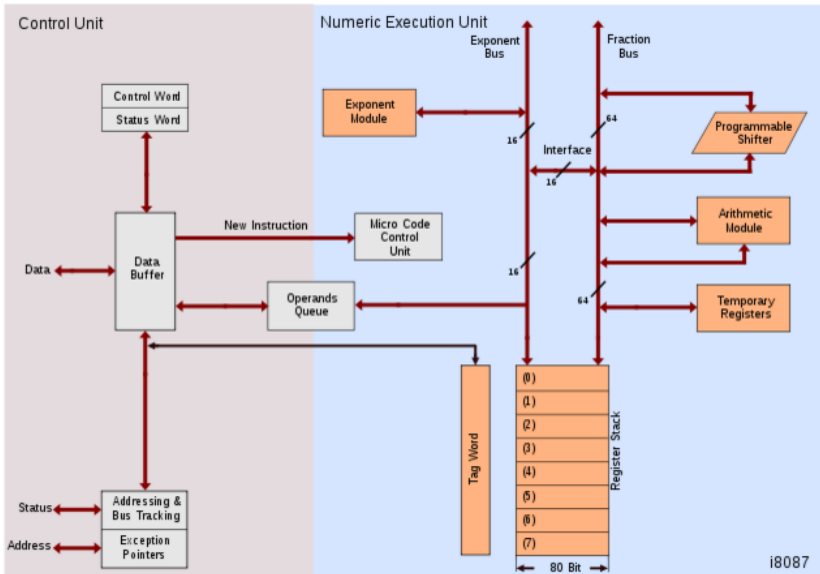 Control Unit
Numeric Execution Unit
Exponent
Bus
Fraction
Bus
Control Word
Status Word
Exponent
Module
16
64
Interface
16
Programmable
Shifter
New Instruction
Micro Code
Control
Unit
Arithmetic
Module
Data
Data
Buffer
16
64
Operands
Queue
Temporary
Registers
Tag Word
(0)
(1)
(2)
(3)
(4)
(5)
(6)
(7)
Register Stack
Status
Addressing &
Bus Tracking
Address
Exception
Pointers
80 Bit
i8087